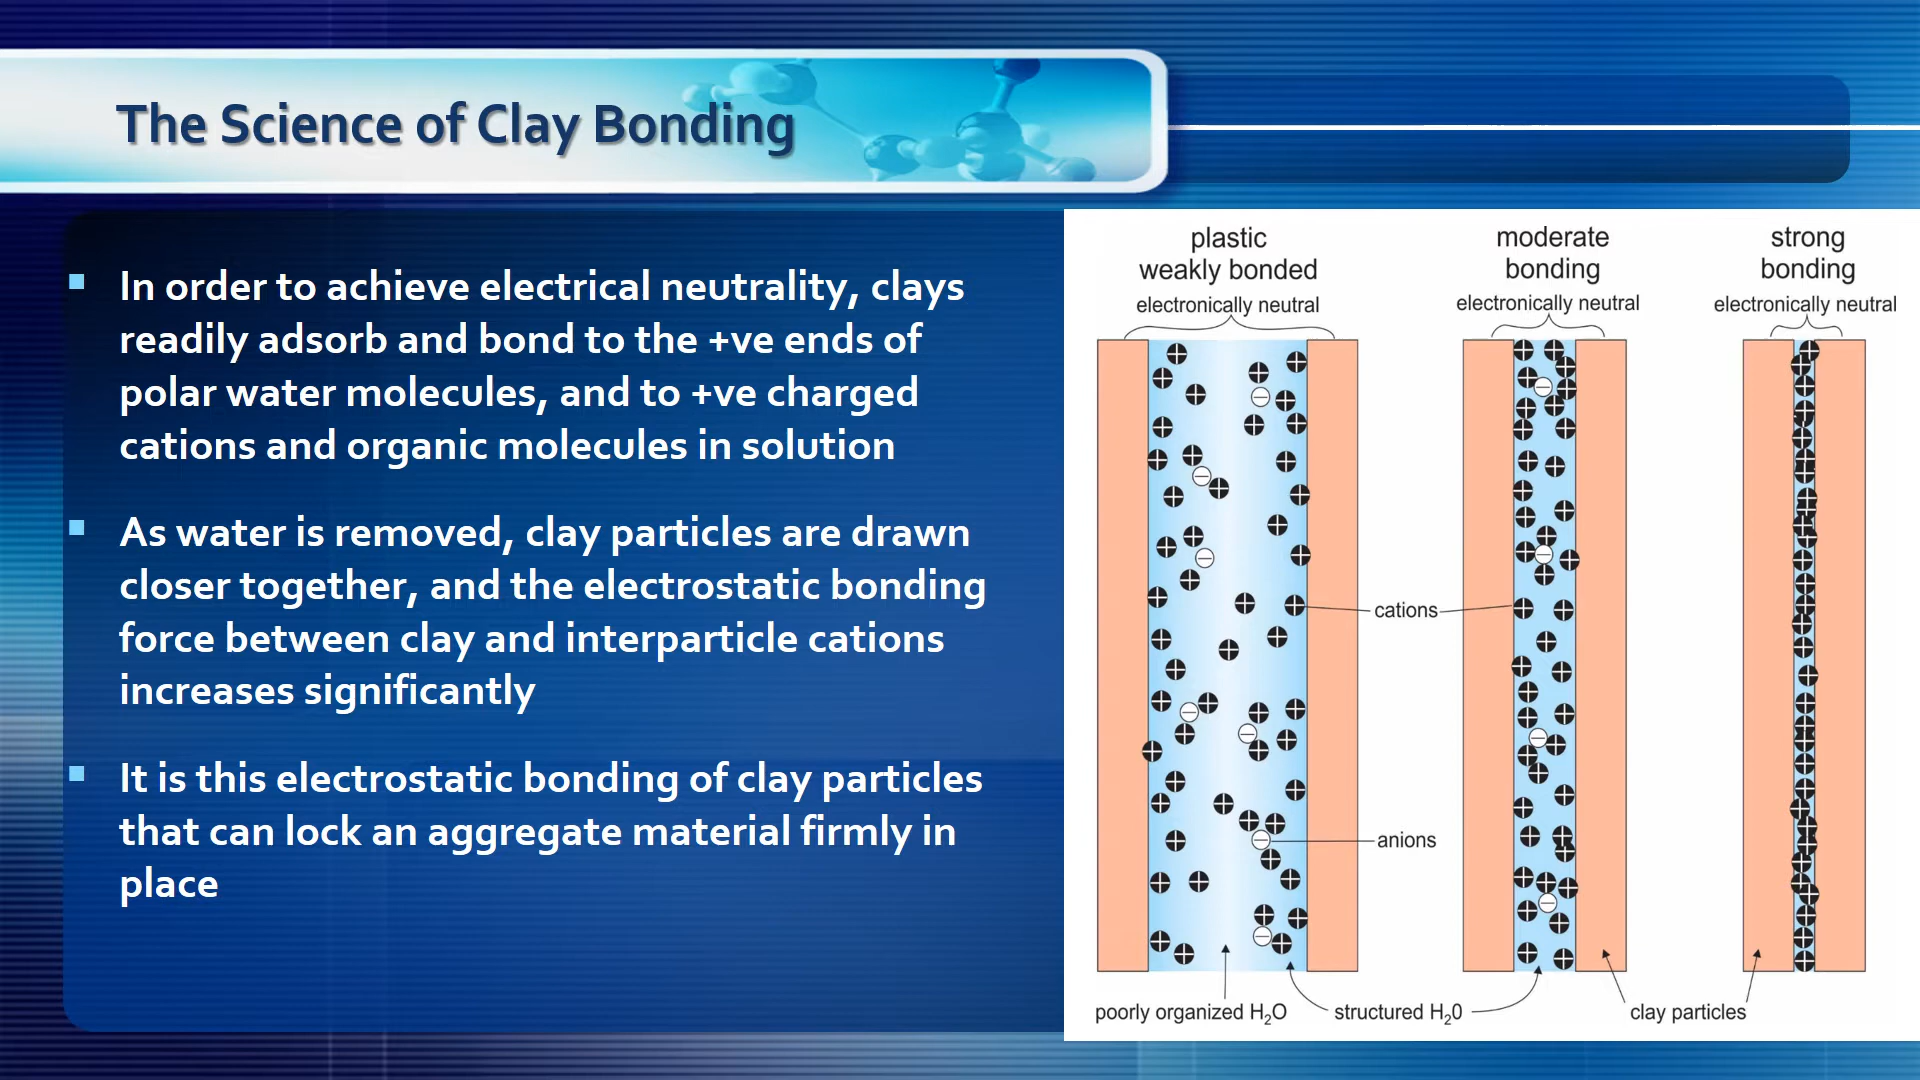 The Science of Clay Bonding
In order to achieve electrical neutrality, clays
readily adsorb and bond to the +ve ends of
polar water molecules, and to +ve charged
cations and organic molecules in solution
As water is removed, clay particles are drawn
closer together, and the electrostatic bonding
force between clay and interparticle cations
increases significantly
It is this electrostatic bonding of clay particles
that can lock an aggregate material firmly in
place
plastic
weakly bonded
electronically neutral
moderate
bonding
electronically neutral
strong
bonding
electronically neutral
cations
anions
poorly organized H₂O
structured H₂0
clay particles